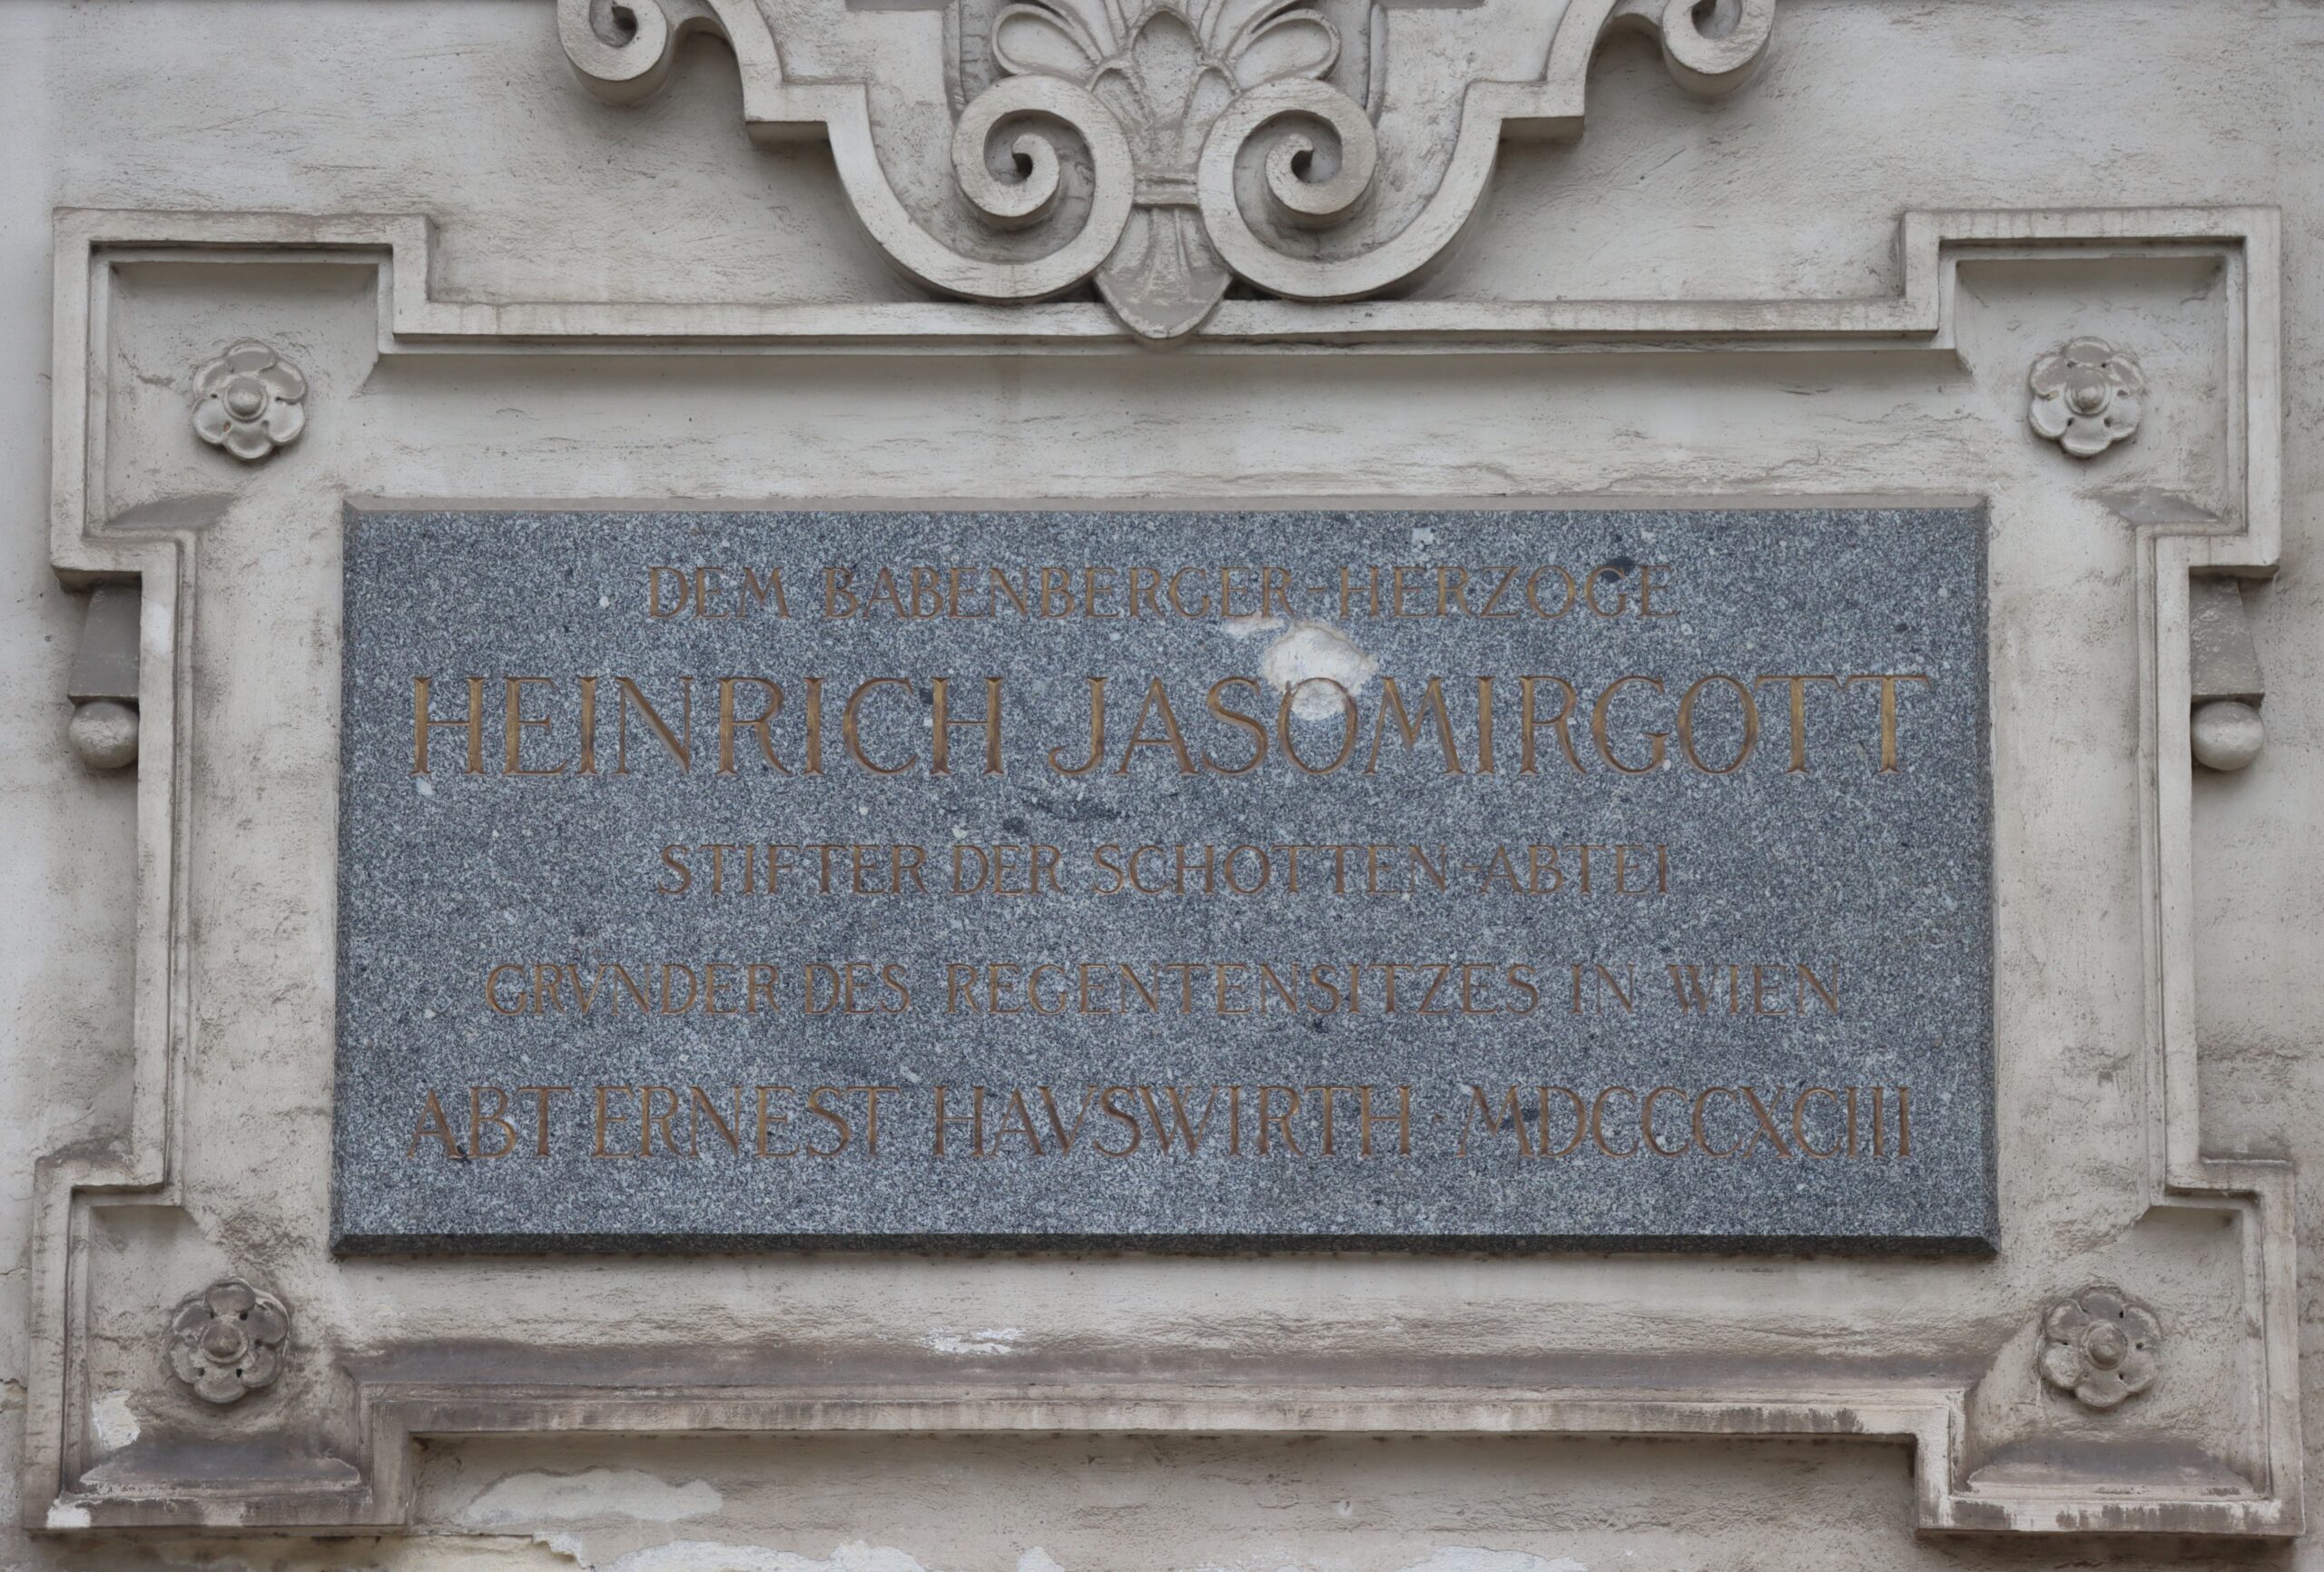 DEM BABENBERGER-HERZOGE
HEINRICH JASOMIRGOTT
STIFTER DER SCHOTTEN-ABTEI
GRVNDER DES REGENTENSITZES IN WIEN
ABT ERNEST HAVSWIRTH · MDCCCXCIII